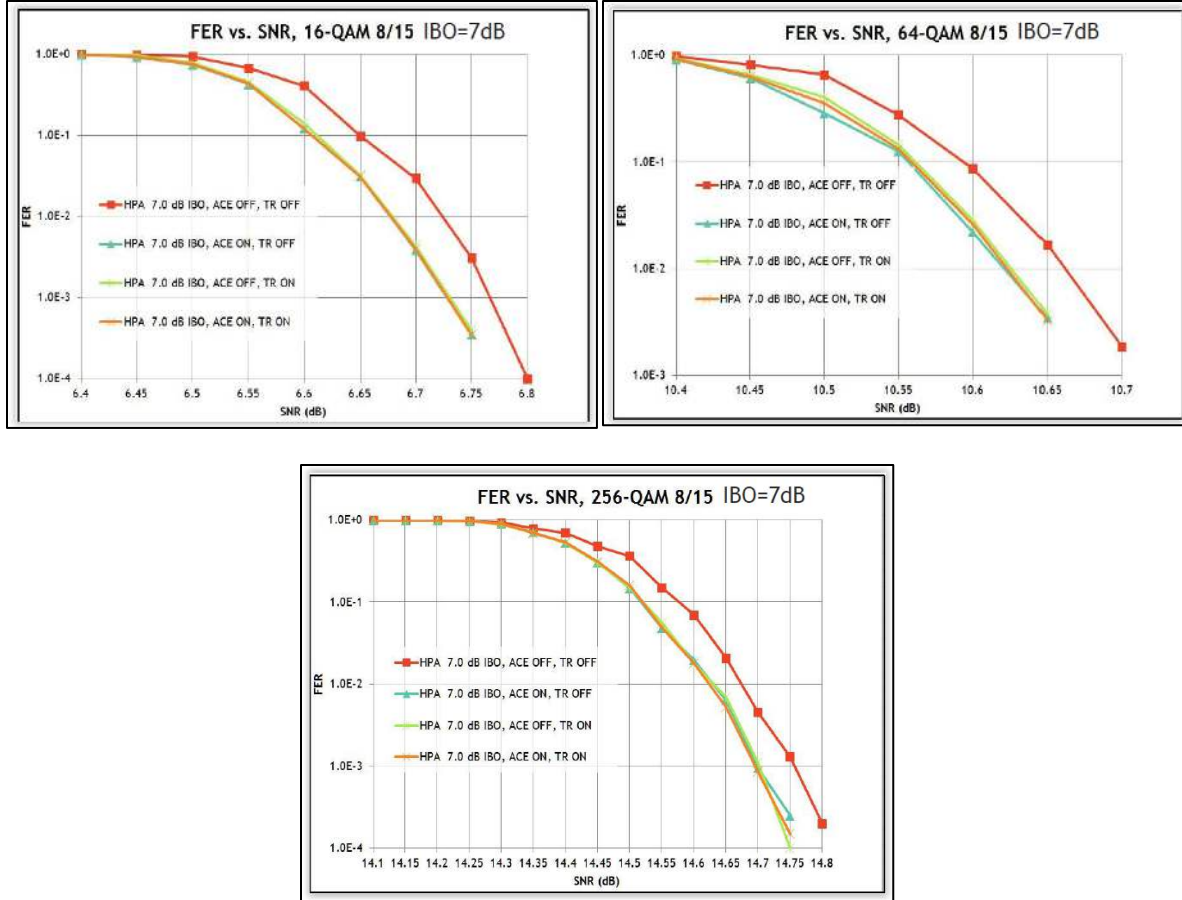 FER vs. SNR, 16-QAM 8/15 IBO=7dB
1.0E+0
1.0E-1
1.0E-2
1.0E-3
1.0E-4
FER
HPA 7.0 dB IBO, ACE OFF, TR OFF
HPA 7.0 dB IBO, ACE ON, TR OFF
HPA 7.0 dB IBO, ACE OFF, TR ON
HPA 7.0 dB IBO, ACE ON, TR ON
6.4 6.45 6.5 6.55 6.6 6.65 6.7 6.75 6.8
SNR (dB)
FER vs. SNR, 64-QAM 8/15 IBO=7dB
1.0E+0
1.0E-1
1.0E-2
1.0E-3
FER
HPA 7.0 dB IBO, ACE OFF, TR OFF
HPA 7.0 dB IBO, ACE ON, TR OFF
HPA 7.0 dB IBO, ACE OFF, TR ON
HPA 7.0 dB IBO, ACE ON, TR ON
10.4 10.45 10.5 10.55 10.6 10.65 10.7
SNR (dB)
FER vs. SNR, 256-QAM 8/15 IBO=7dB
1.0E+0
1.0E-1
1.0E-2
1.0E-3
1.0E-4
FER
HPA 7.0 dB IBO, ACE OFF, TR OFF
HPA 7.0 dB IBO, ACE ON, TR OFF
HPA 7.0 dB IBO, ACE OFF, TR ON
HPA 7.0 dB IBO, ACE ON, TR ON
14.1 14.15 14.2 14.25 14.3 14.35 14.4 14.45 14.5 14.55 14.6 14.65 14.7 14.75 14.8
SNR (dB)